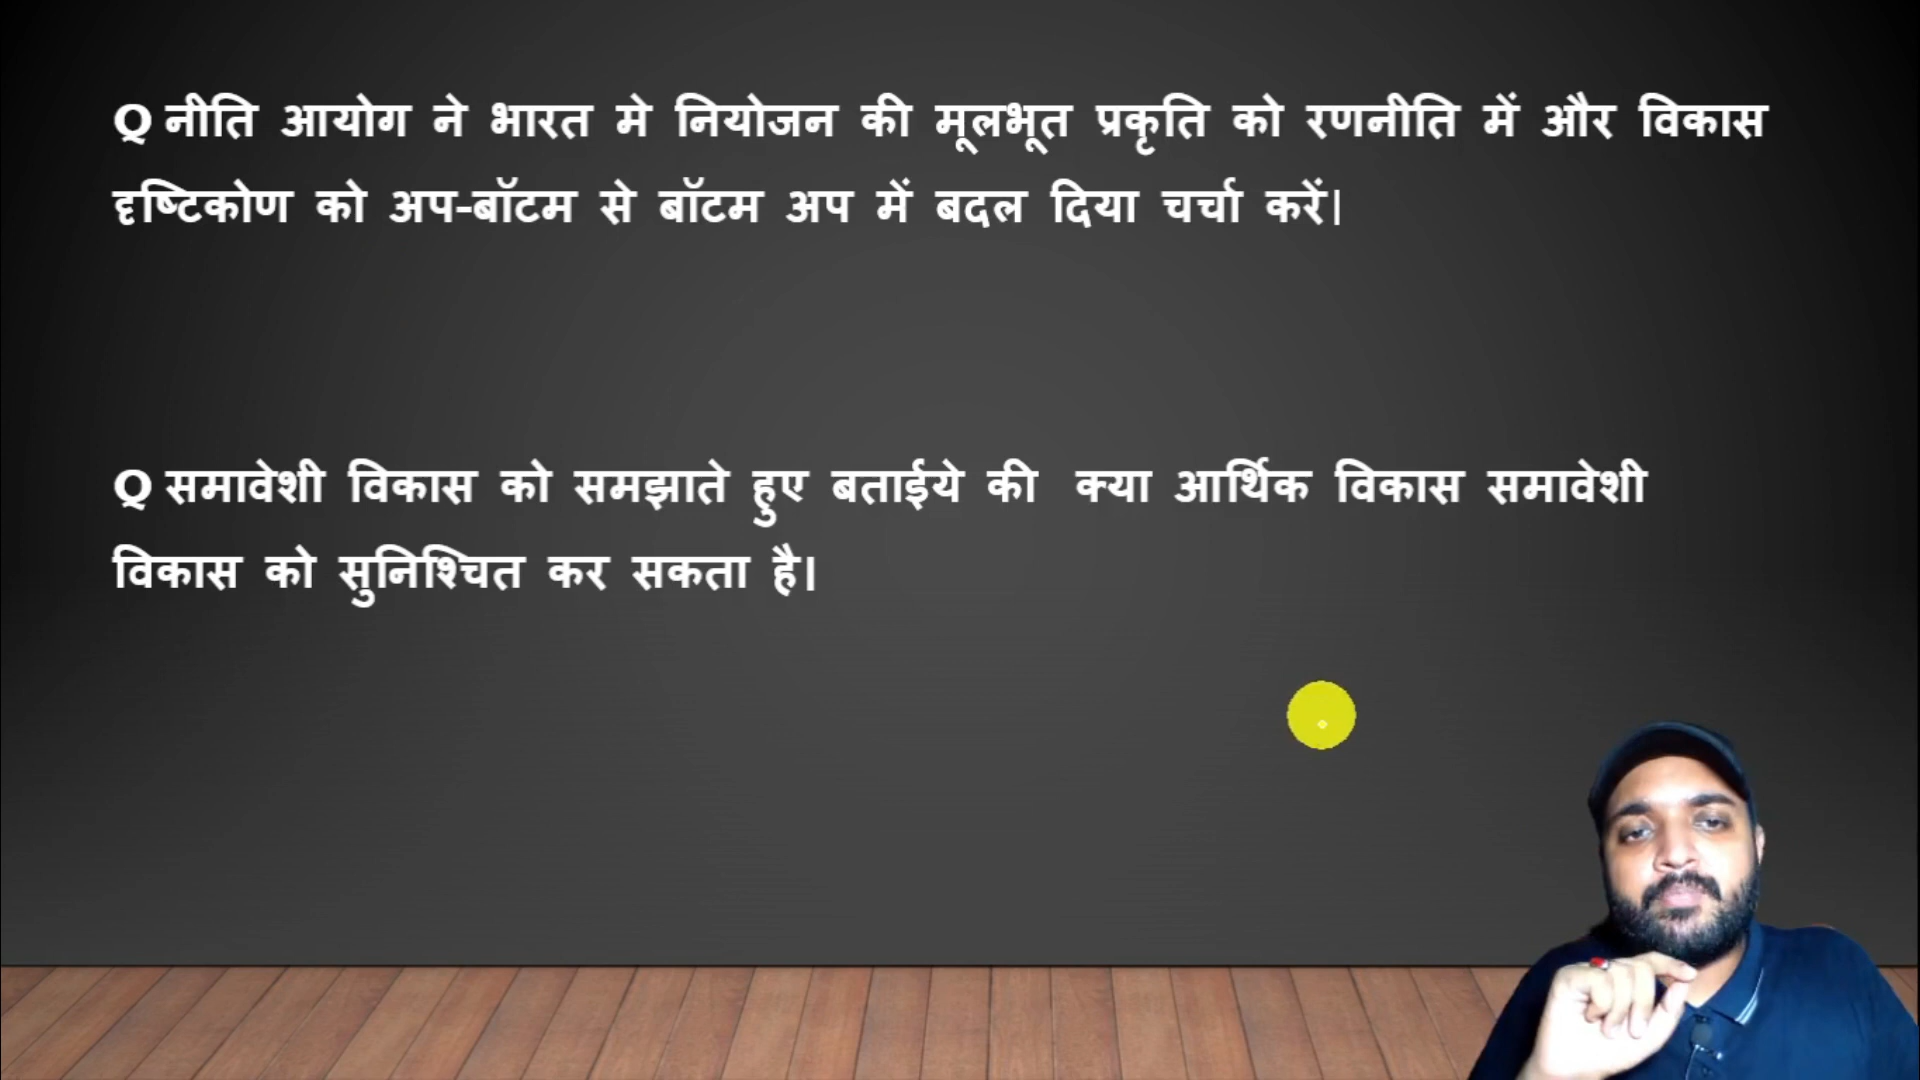 Q नीति आयोग ने भारत मे नियोजन की मूलभूत प्रकृति को रणनीति में और विकास
दृष्टिकोण को अप-बॉटम से बॉटम अप में बदल दिया चर्चा करें|
Q समावेशी विकास को समझाते हुए बताईये की क्या आर्थिक विकास समावेशी
विकास को सुनिश्चित कर सकता है।